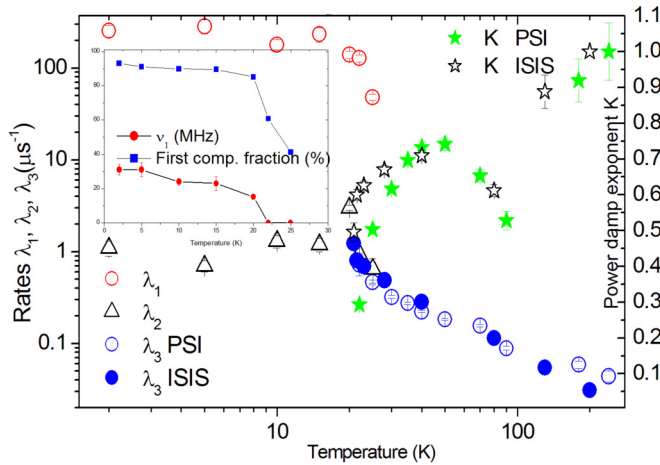 1.1
100
10
1
0.1
Rates λ1, λ2, λ3(μs-1)
100
80
60
40
20
0
ν1 (MHz)
First comp. fraction (%)
0 5 10 15 20 25 30
Temperature (K)
K PSI
K ISIS
λ1
λ2
λ3 PSI
λ3 ISIS
1.0
0.9
0.8
0.7
0.6
0.5
0.4
0.3
0.2
0.1
Power damp exponent K
10 100
Temperature (K)